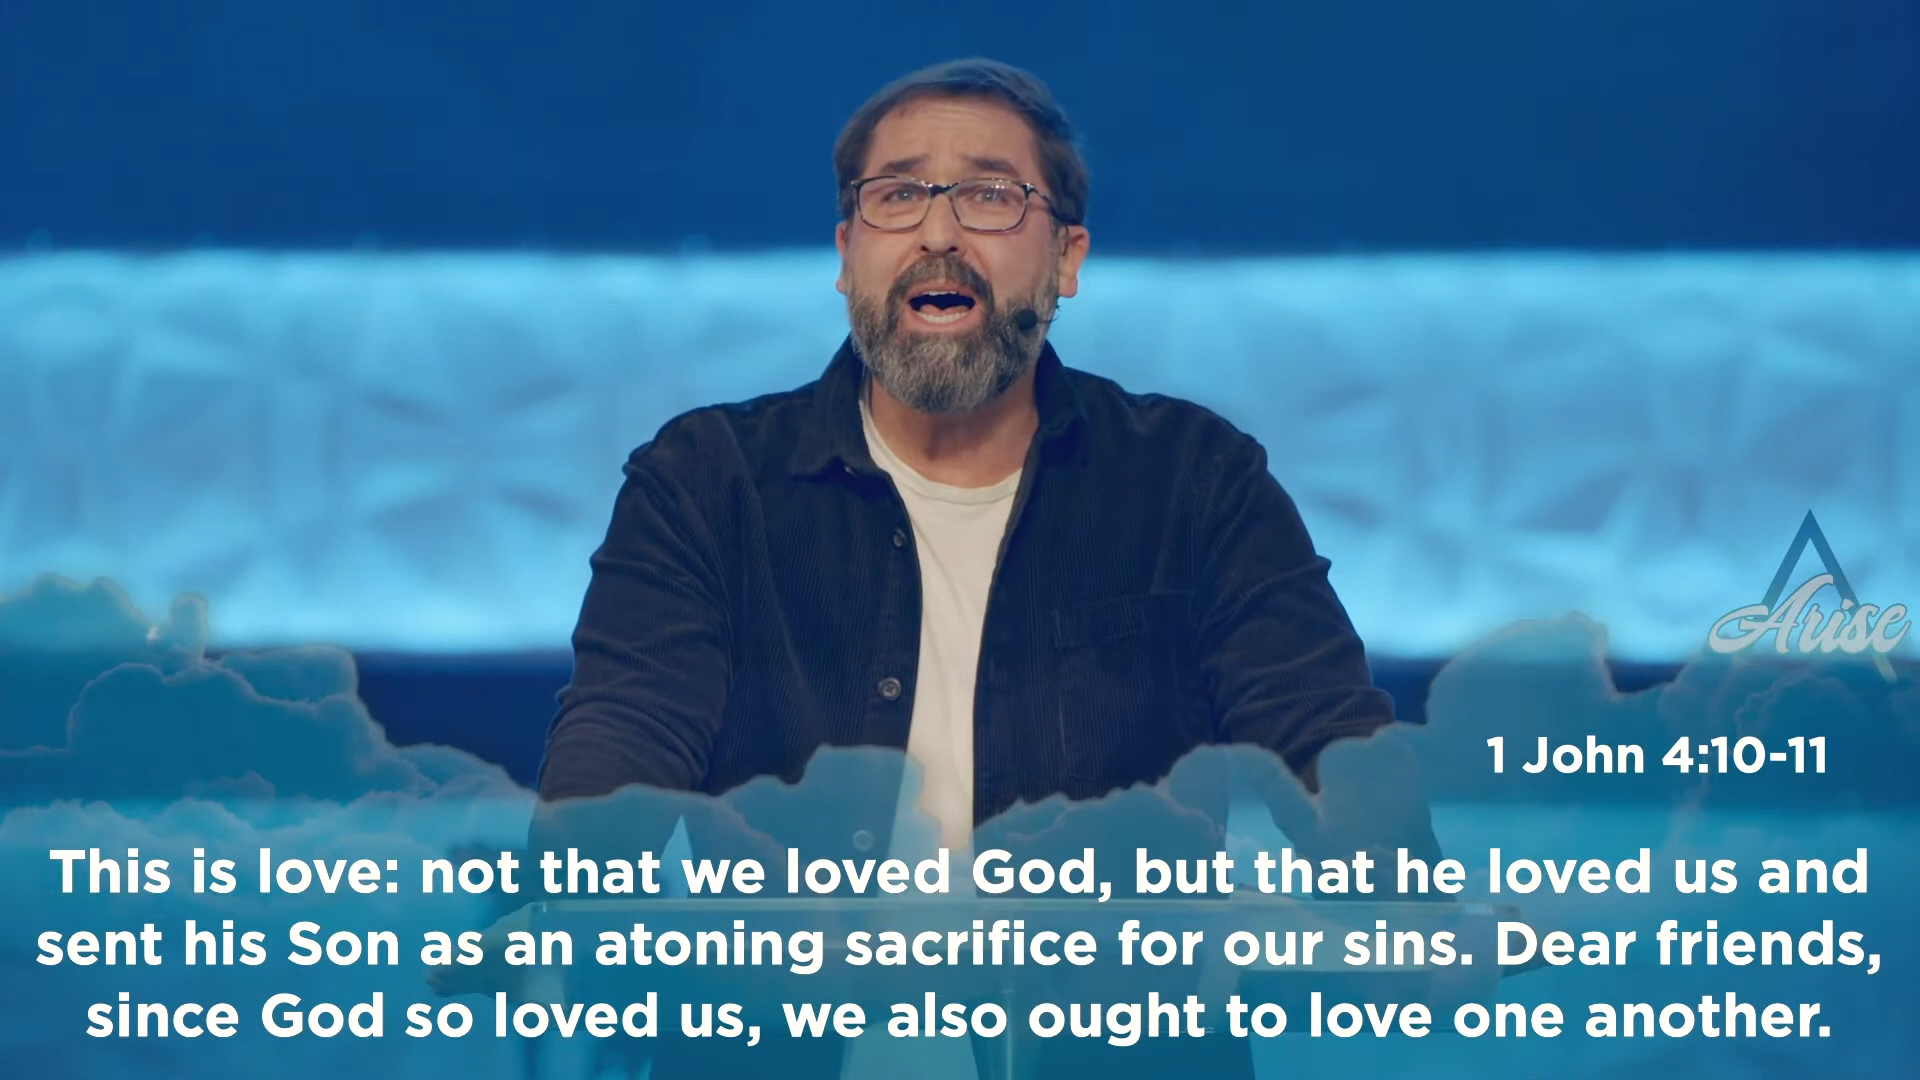 Arise
1 John 4:10-11
This is love: not that we loved God, but that he loved us and
sent his Son as an atoning sacrifice for our sins. Dear friends,
since God so loved us, we also ought to love one another.